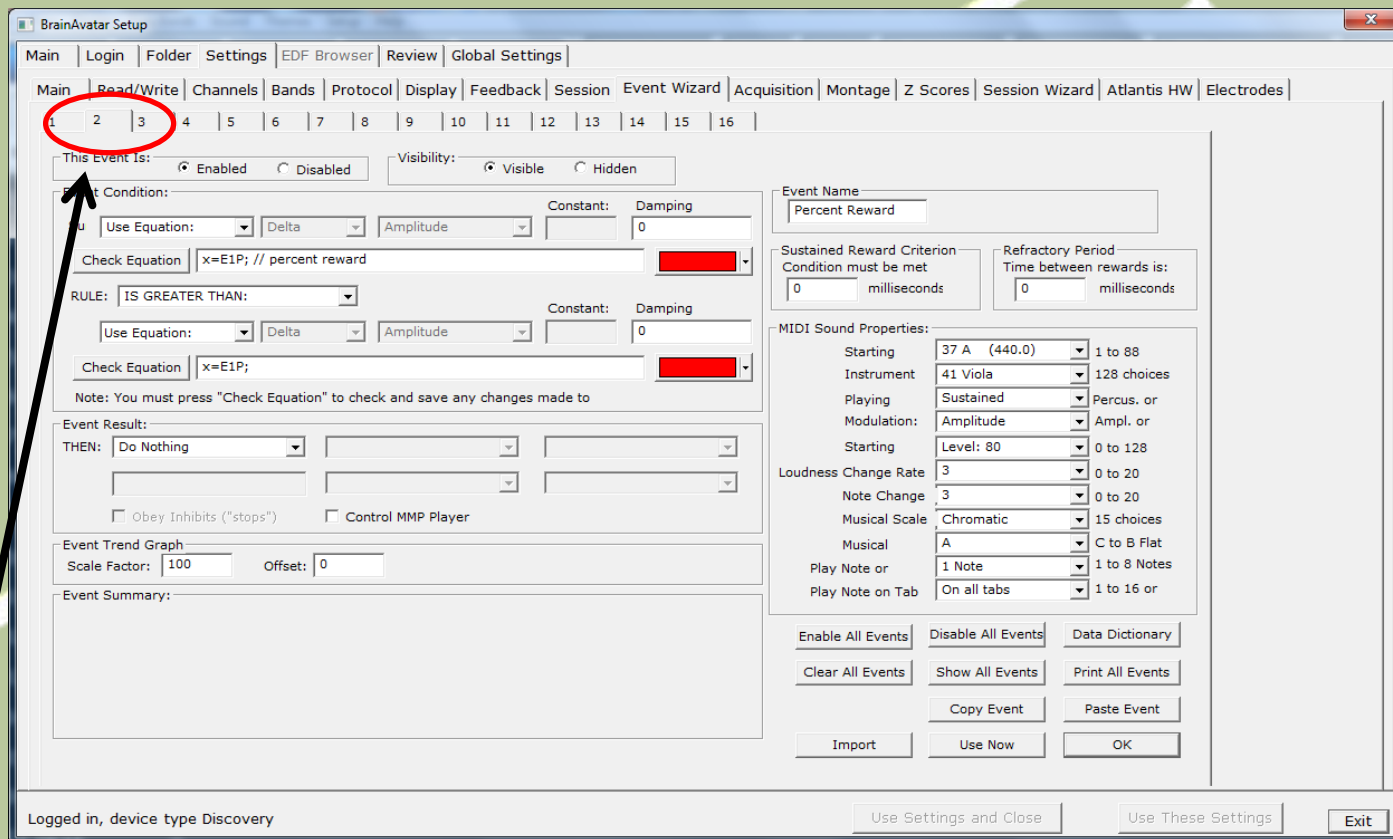 BrainAvatar Setup
Main Login Folder Settings EDF Browser Review Global Settings
Main Read/Write Channels Bands Protocol Display Feedback Session Event Wizard Acquisition Montage Z Scores Session Wizard Atlantis HW Electrodes
1 2 3 4 5 6 7 8 9 10 11 12 13 14 15 16
This Event Is: Enabled Disabled
Visibility: Visible Hidden
Event Condition:
Constant: Damping
Use Equation: Delta Amplitude 0
Check Equation x=E1P; // percent reward
RULE: IS GREATER THAN:
Constant: Damping
Use Equation: Delta Amplitude 0
Check Equation x=E1P;
Note: You must press "Check Equation" to check and save any changes made to
Event Result:
THEN: Do Nothing
Obey Inhibits ("stops") Control MMP Player
Event Trend Graph
Scale Factor: 100 Offset: 0
Event Summary:
Event Name
Percent Reward
Sustained Reward Criterion
Condition must be met
0 milliseconds
Refractory Period
Time between rewards is:
0 milliseconds
MIDI Sound Properties:
Starting 37 A (440.0) 1 to 88
Instrument 41 Viola 128 choices
Playing Sustained Percus. or
Modulation: Amplitude Ampl. or
Starting Level: 80 0 to 128
Loudness Change Rate 3 0 to 20
Note Change 3 0 to 20
Musical Scale Chromatic 15 choices
Musical A C to B Flat
Play Note or 1 Note 1 to 8 Notes
Play Note on Tab On all tabs 1 to 16 or
Enable All Events Disable All Events Data Dictionary
Clear All Events Show All Events Print All Events
Copy Event Paste Event
Import Use Now OK
Logged in, device type Discovery
Use Settings and Close Use These Settings Exit